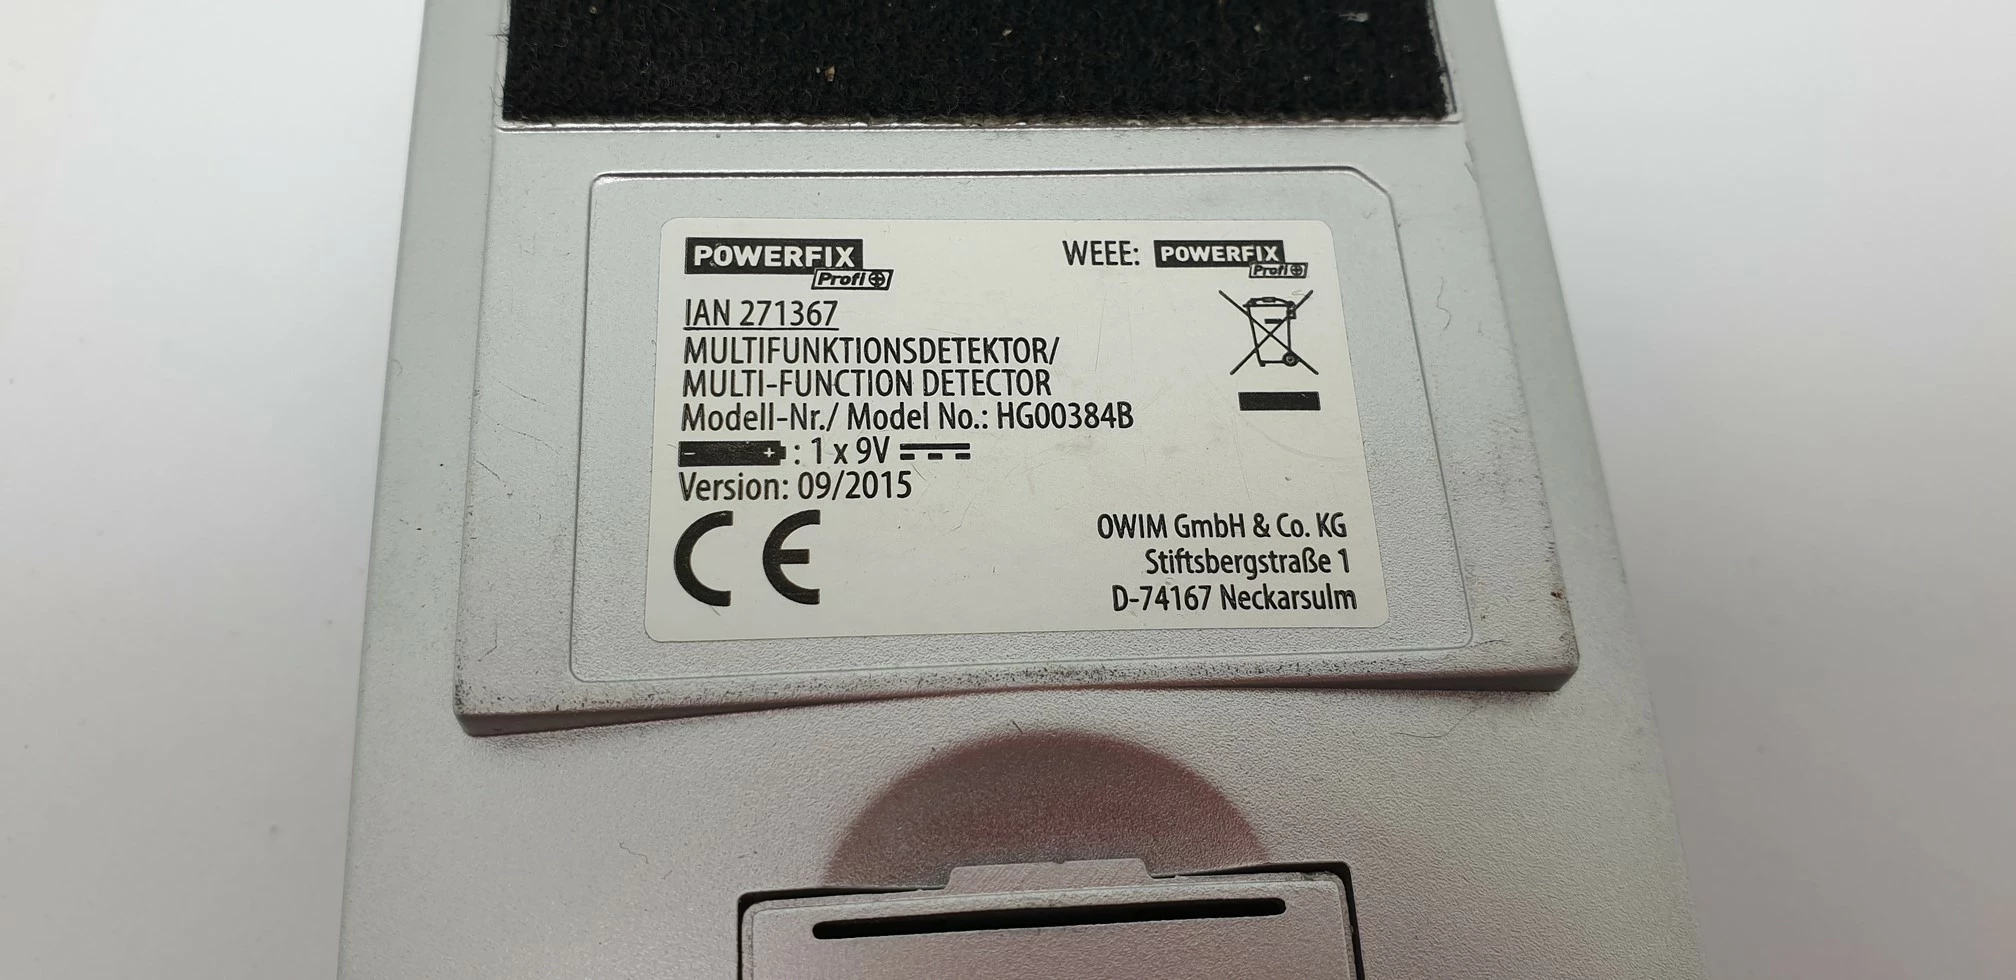 POWERFIX
Profi
WEEE: POWERFIX
Profi
IAN 271367
MULTIFUNKTIONSDETEKTOR/
MULTI-FUNCTION DETECTOR
Modell-Nr./ Model No.: HG00384B
- + : 1 x 9V
Version: 09/2015
CE
OWIM GmbH & Co. KG
Stiftsbergstraße 1
D-74167 Neckarsulm